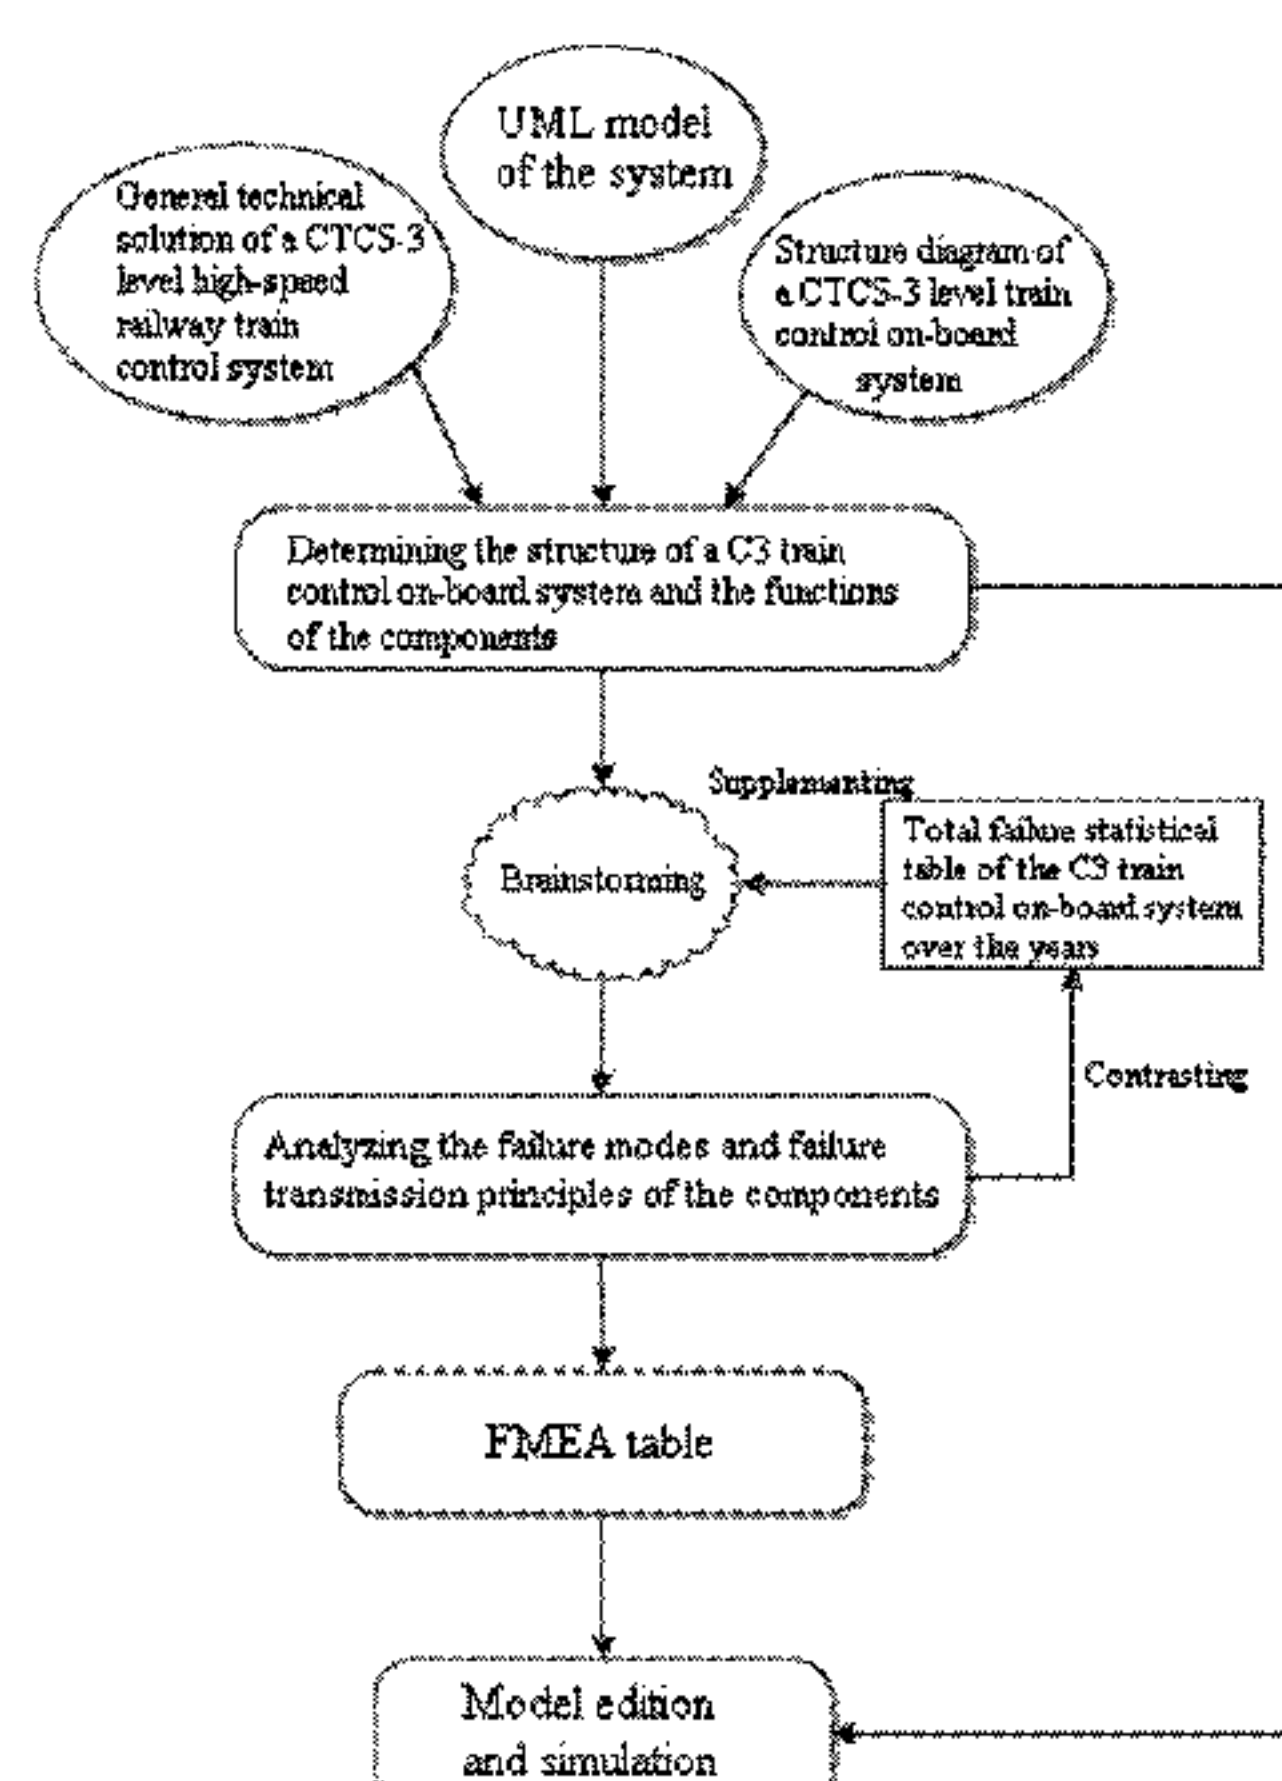 UML model
of the system
General technical
solution of a CTCS-3
level high-speed
railway train
control system
Structure diagram of
a CTCS-3 level train
control on-board
system
Determining the structure of a C3 train
control on-board system and the functions
of the components
Supplementing
Brainstorming
Total failure statistical
table of the C3 train
control on-board system
over the years
Contrasting
Analyzing the failure modes and failure
transmission principles of the components
FMEA table
Model edition
and simulation